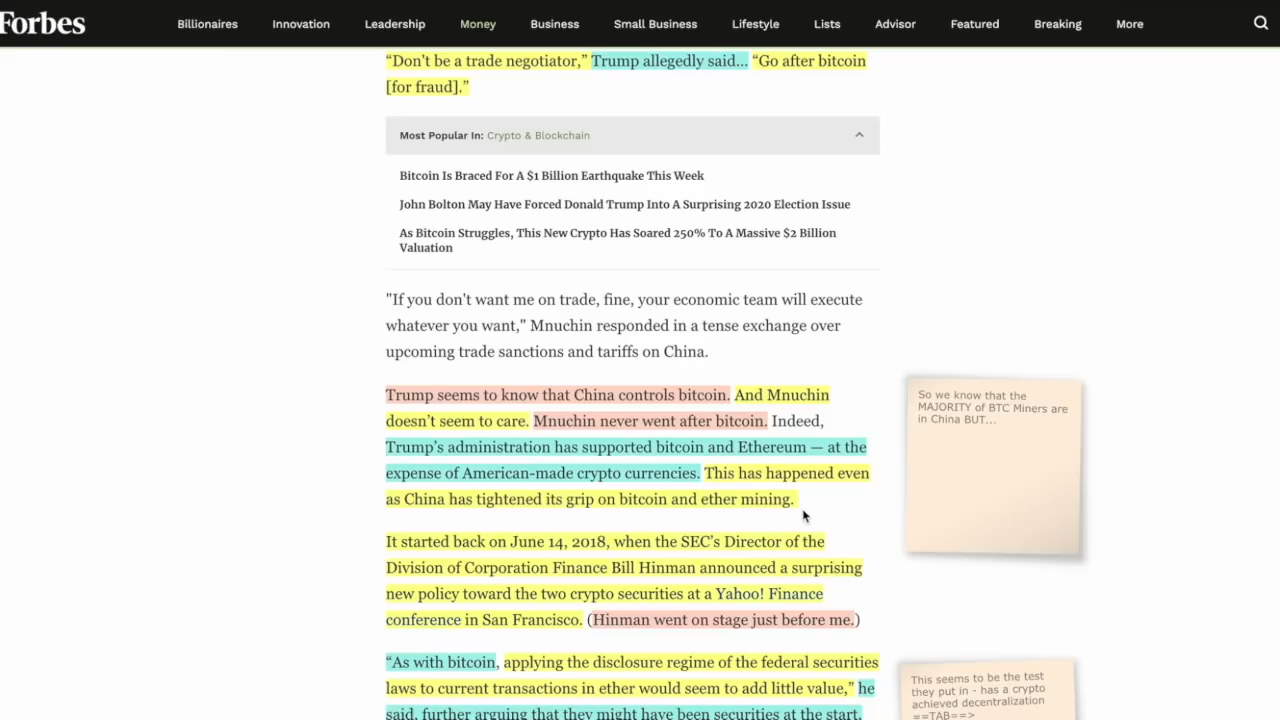 Forbes
Billionaires Innovation Leadership Money Business Small Business Lifestyle Lists Advisor Featured Breaking More
“Don't be a trade negotiator,” Trump allegedly said... “Go after bitcoin
[for fraud].”
Most Popular In: Crypto & Blockchain
Bitcoin Is Braced For A $1 Billion Earthquake This Week
John Bolton May Have Forced Donald Trump Into A Surprising 2020 Election Issue
As Bitcoin Struggles, This New Crypto Has Soared 250% To A Massive $2 Billion
Valuation
"If you don't want me on trade, fine, your economic team will execute
whatever you want," Mnuchin responded in a tense exchange over
upcoming trade sanctions and tariffs on China.
Trump seems to know that China controls bitcoin. And Mnuchin
doesn’t seem to care. Mnuchin never went after bitcoin. Indeed,
Trump’s administration has supported bitcoin and Ethereum — at the
expense of American-made crypto currencies. This has happened even
as China has tightened its grip on bitcoin and ether mining.
So we know that the
MAJORITY of BTC Miners are
in China BUT...
It started back on June 14, 2018, when the SEC’s Director of the
Division of Corporation Finance Bill Hinman announced a surprising
new policy toward the two crypto securities at a Yahoo! Finance
conference in San Francisco. (Hinman went on stage just before me.)
“As with bitcoin, applying the disclosure regime of the federal securities
laws to current transactions in ether would seem to add little value,” he
said, further arguing that they might have been securities at the start,
This seems to be the test
they put in - has a crypto
achieved decentralization
==TAB==>